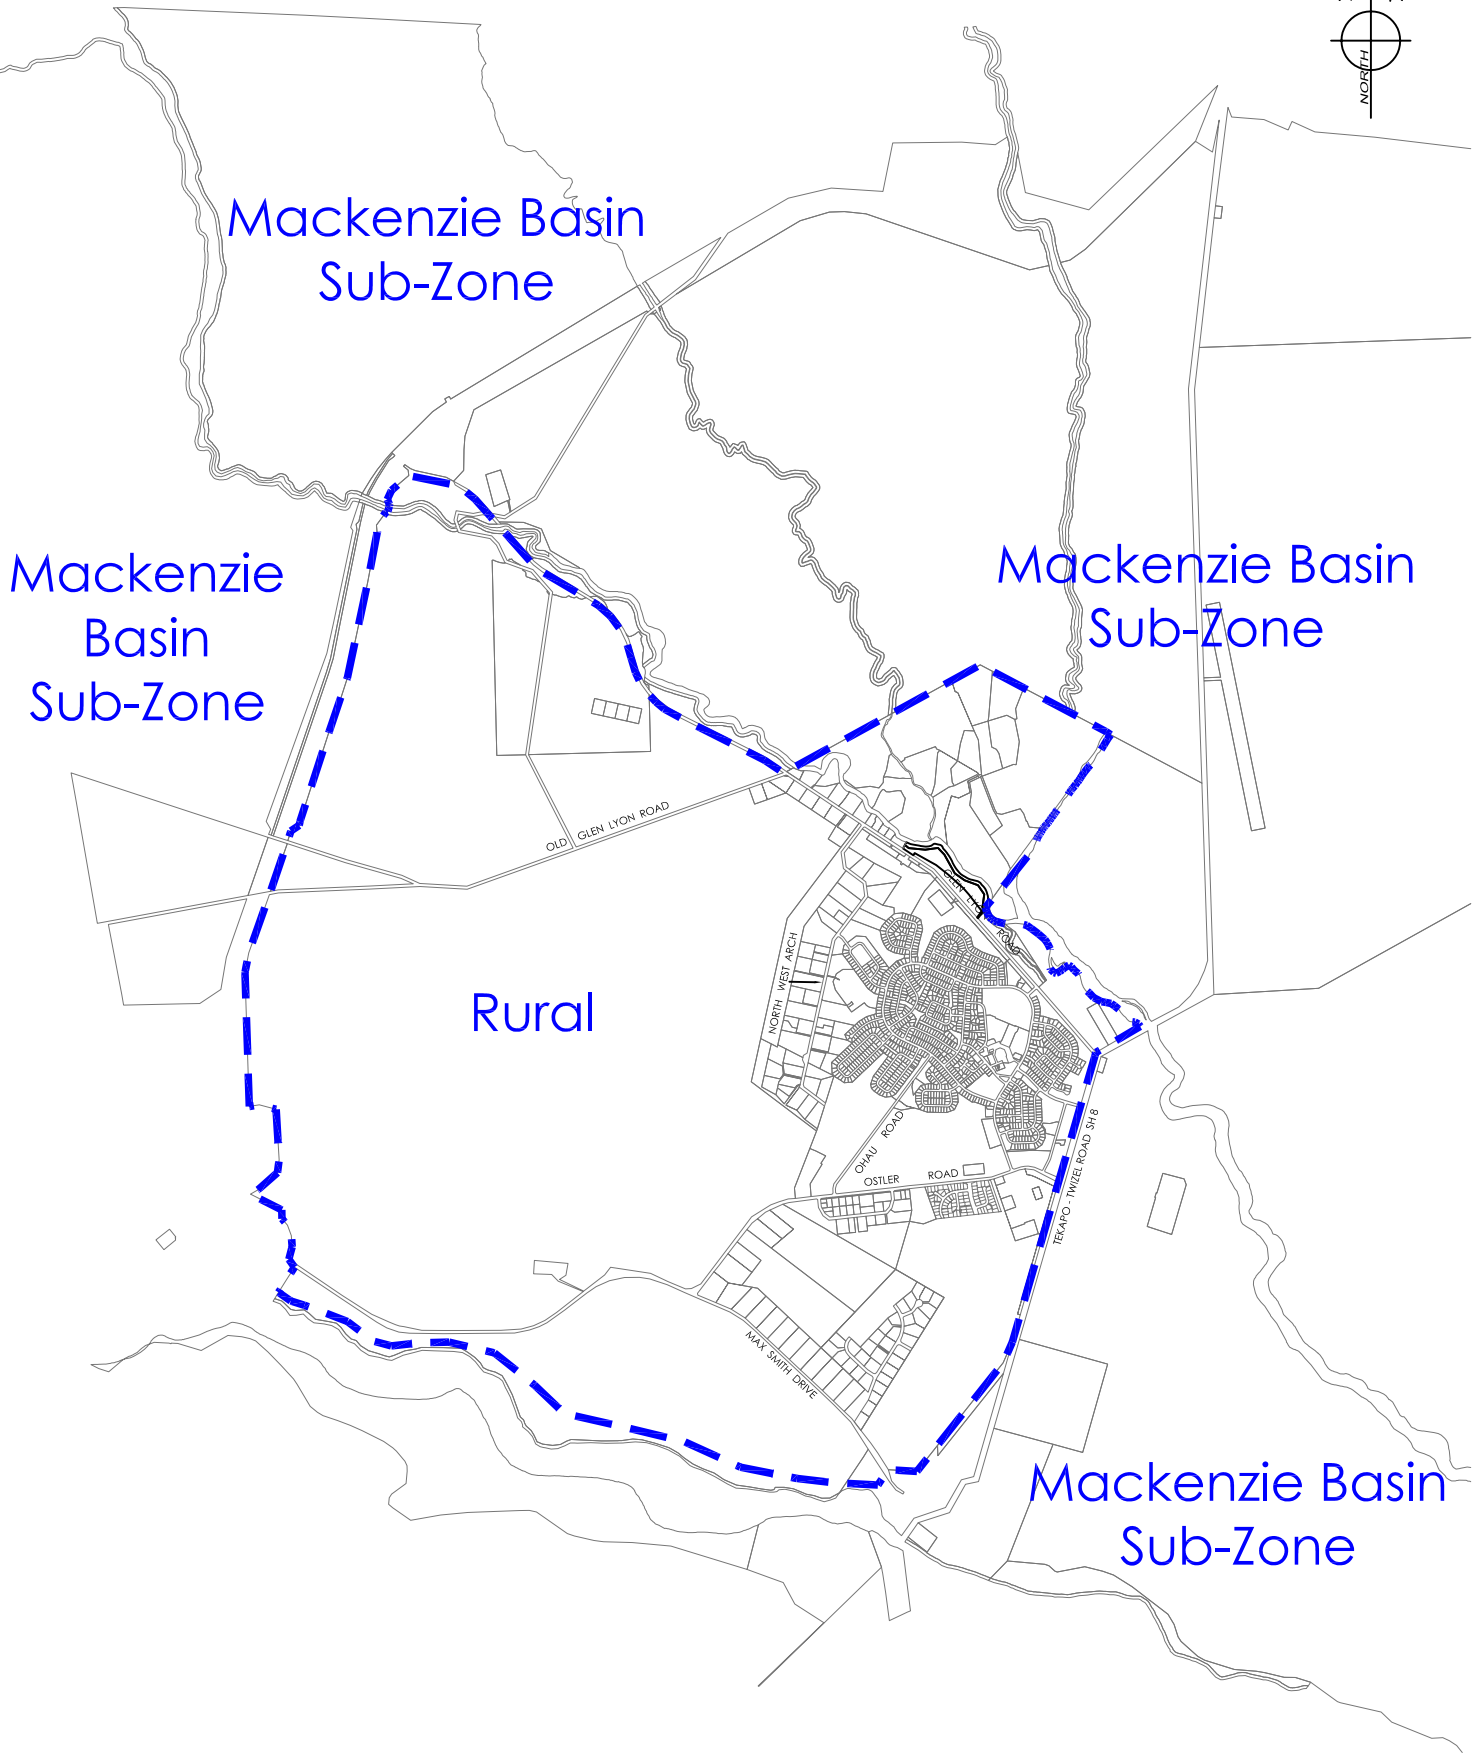 NORTH
Mackenzie Basin
Sub-Zone
Mackenzie
Basin
Sub-Zone
Mackenzie Basin
Sub-Zone
OLD GLEN LYON ROAD
GLEN LYON ROAD
NORTH WEST ARCH
Rural
OHAU ROAD
OSTLER ROAD
TEKAPO - TWIZEL ROAD SH 8
MAX SMITH DRIVE
Mackenzie Basin
Sub-Zone